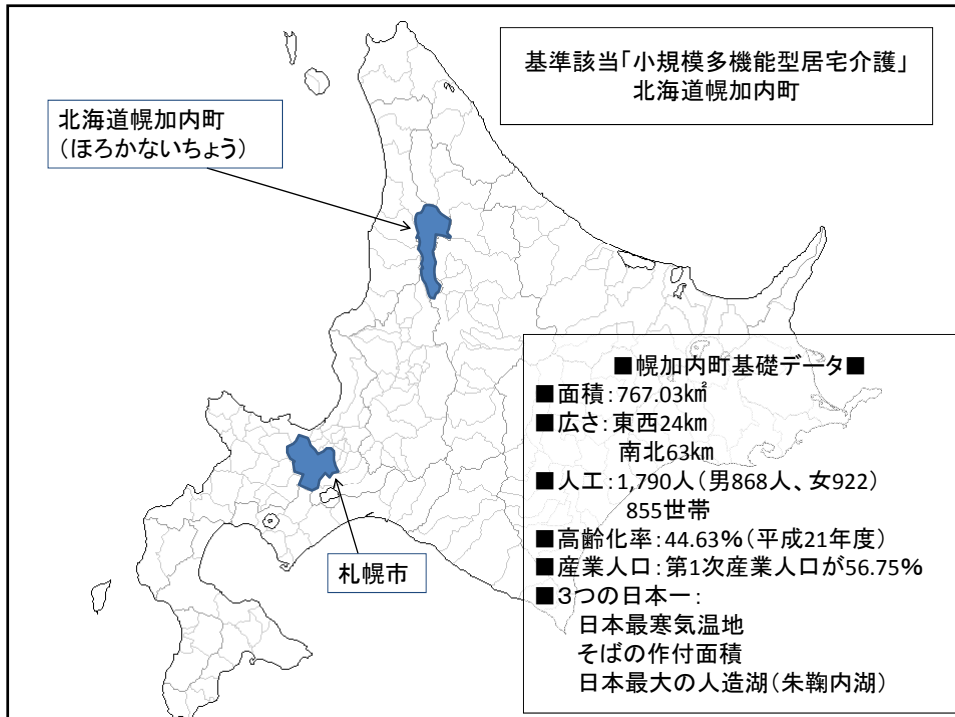 基準該当「小規模多機能型居宅介護」
北海道幌加内町
北海道幌加内町
(ほろかないちょう)
札幌市
■幌加内町基礎データ■
■面積:767.03㎢
■広さ:東西24㎞
南北63㎞
■人工:1,790人(男868人、女922)
855世帯
■高齢化率:44.63%(平成21年度)
■産業人口:第1次産業人口が56.75%
■3つの日本一:
日本最寒気温地
そばの作付面積
日本最大の人造湖(朱鞠内湖)